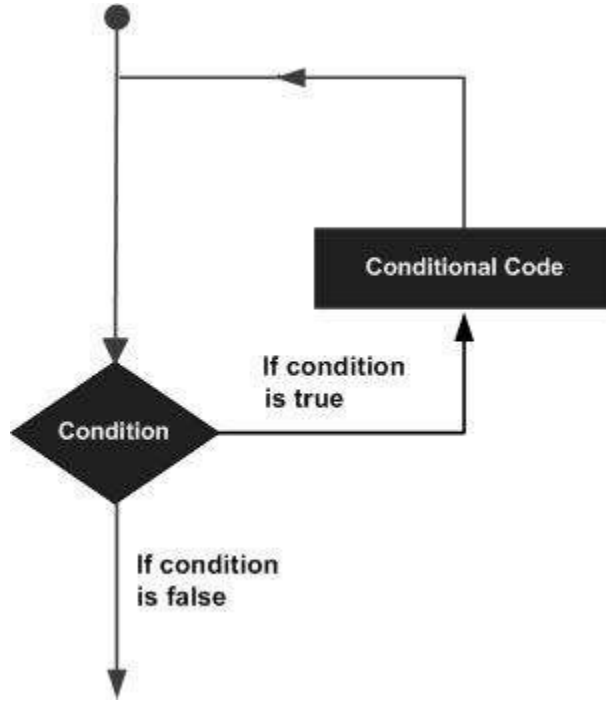 Conditional Code
If condition
is true
Condition
If condition
is false